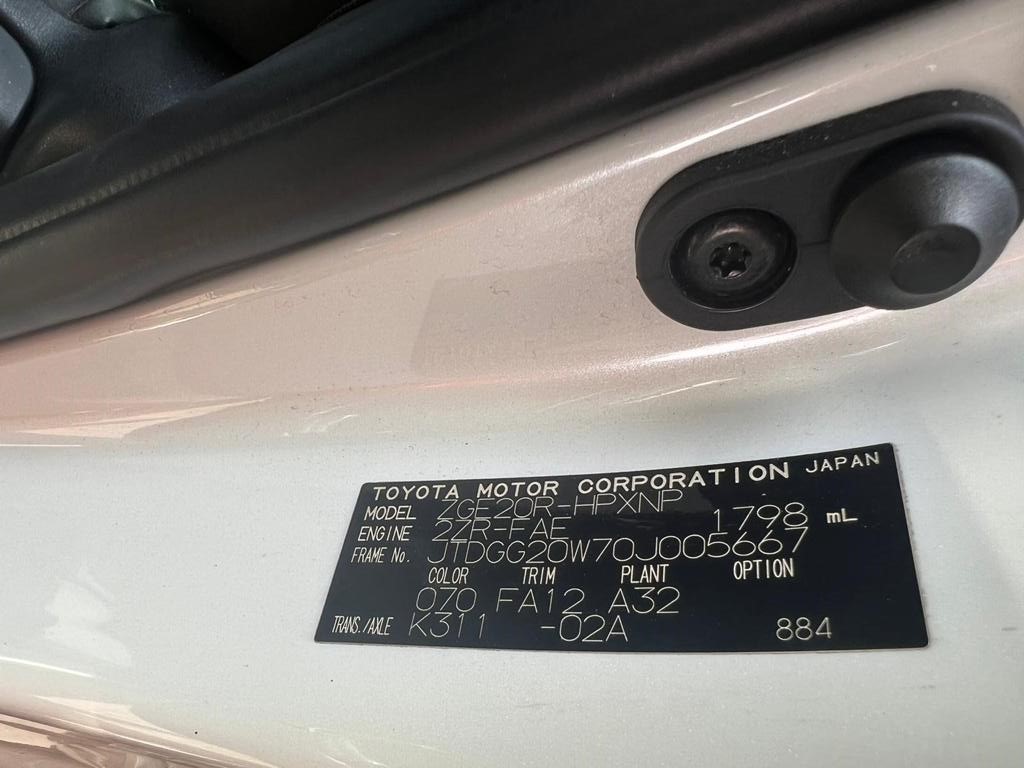 TOYOTA MOTOR CORPORATION JAPAN
MODEL ZGE20R-HPXNP
ENGINE 2ZR-FAE 1798 mL
FRAME No. JTDGG20W70J005667
COLOR TRIM PLANT OPTION
070 FA12 A32
TRANS./AXLE K311 -02A 884